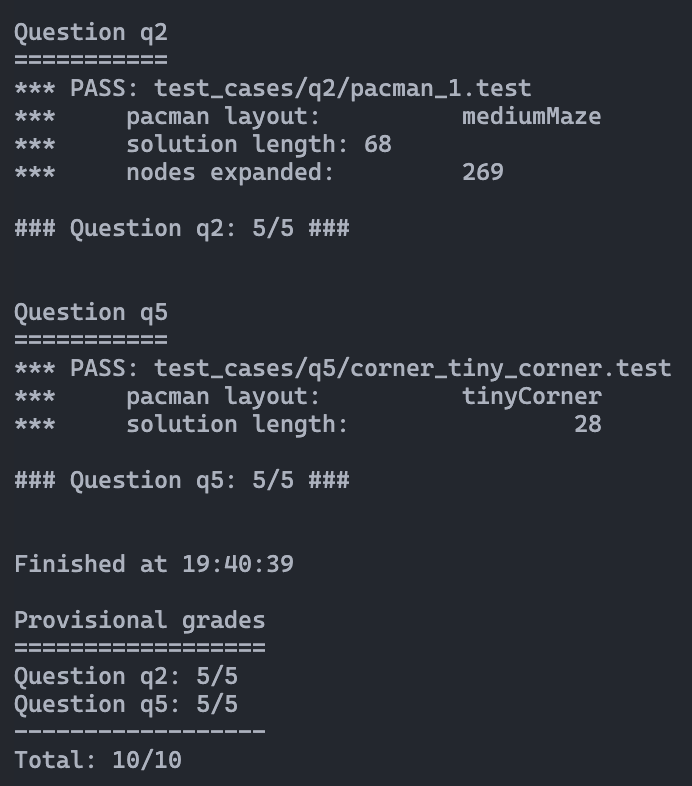 Question q2
===========
*** PASS: test_cases/q2/pacman_1.test
***     pacman layout:          mediumMaze
***     solution length: 68
***     nodes expanded:         269
### Question q2: 5/5 ###
Question q5
===========
*** PASS: test_cases/q5/corner_tiny_corner.test
***     pacman layout:          tinyCorner
***     solution length:                28
### Question q5: 5/5 ###
Finished at 19:40:39
Provisional grades
==================
Question q2: 5/5
Question q5: 5/5
------------------
Total: 10/10